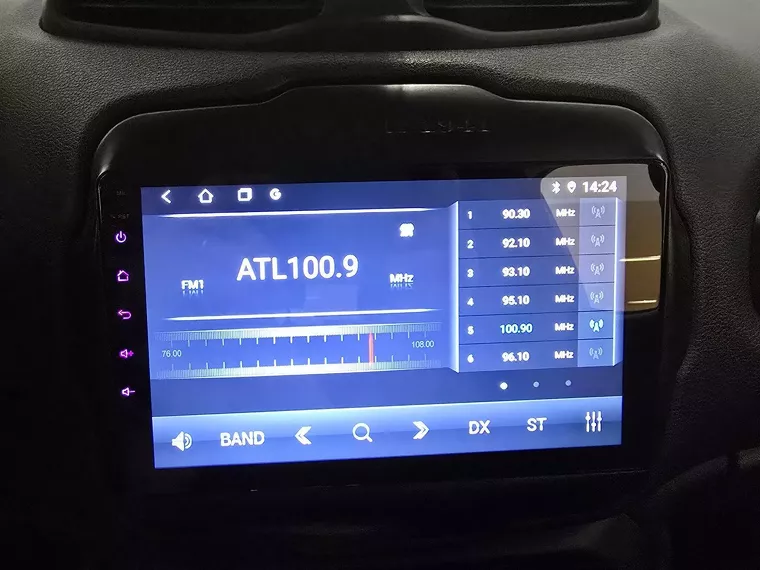 14:24
ATL100.9
FM1
MHz
76.00
108.00
1 90.30 MHz
2 92.10 MHz
3 93.10 MHz
4 95.10 MHz
5 100.90 MHz
6 96.10 MHz
BAND
DX
ST